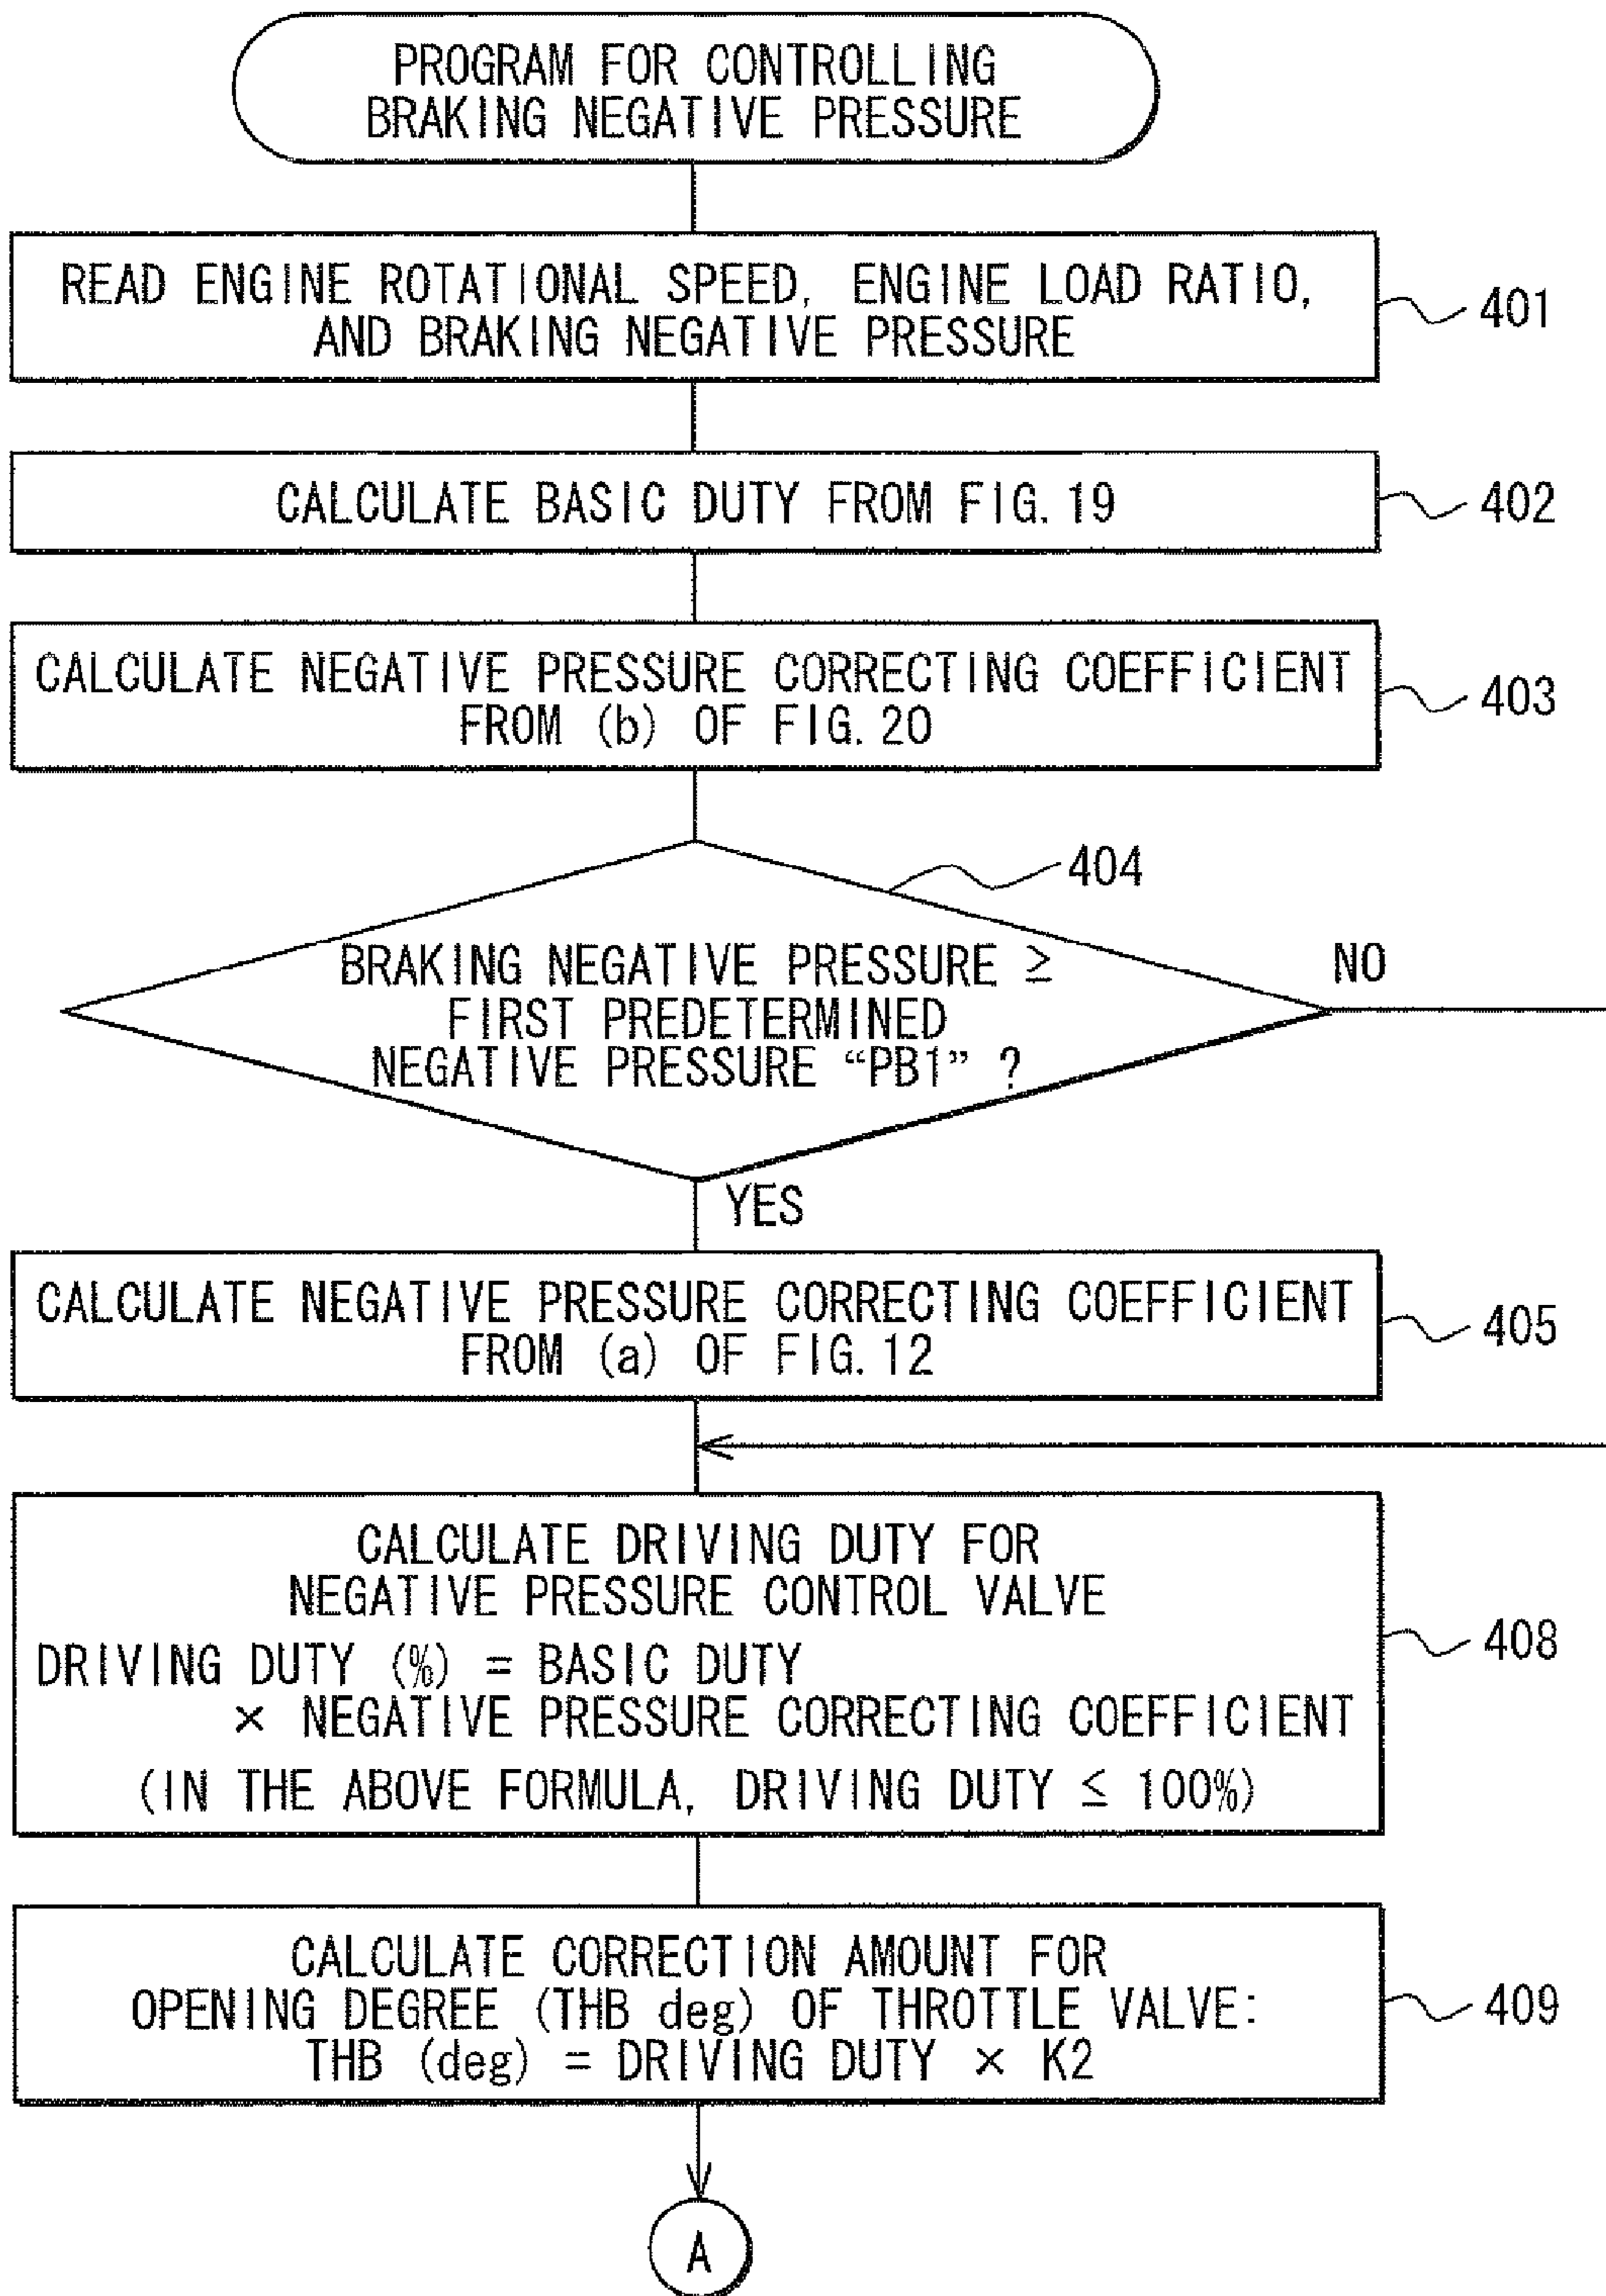 PROGRAM FOR CONTROLLING
BRAKING NEGATIVE PRESSURE
READ ENGINE ROTATIONAL SPEED, ENGINE LOAD RATIO,
AND BRAKING NEGATIVE PRESSURE
401
CALCULATE BASIC DUTY FROM FIG. 19
402
CALCULATE NEGATIVE PRESSURE CORRECTING COEFFICIENT
FROM (b) OF FIG. 20
403
404
BRAKING NEGATIVE PRESSURE ≥
FIRST PREDETERMINED
NEGATIVE PRESSURE “PB1” ?
NO
YES
CALCULATE NEGATIVE PRESSURE CORRECTING COEFFICIENT
FROM (a) OF FIG. 12
405
CALCULATE DRIVING DUTY FOR
NEGATIVE PRESSURE CONTROL VALVE
DRIVING DUTY (%) = BASIC DUTY
× NEGATIVE PRESSURE CORRECTING COEFFICIENT
(IN THE ABOVE FORMULA, DRIVING DUTY ≤ 100%)
408
CALCULATE CORRECTION AMOUNT FOR
OPENING DEGREE (THB deg) OF THROTTLE VALVE:
THB (deg) = DRIVING DUTY × K2
409
A